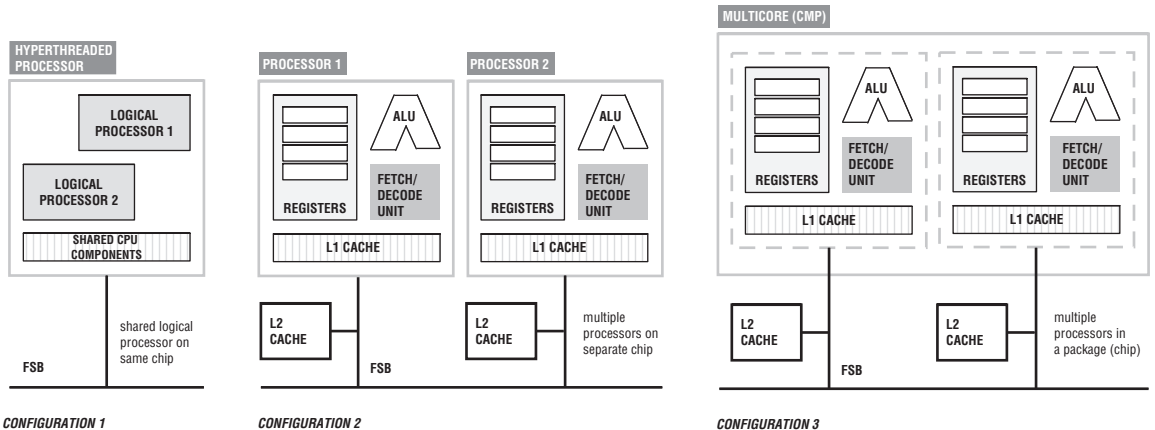 HYPERTHREADED
PROCESSOR
LOGICAL
PROCESSOR 1
LOGICAL
PROCESSOR 2
SHARED CPU
COMPONENTS
shared logical
processor on
same chip
FSB
CONFIGURATION 1
PROCESSOR 1
ALU
FETCH/
DECODE
UNIT
REGISTERS
L1 CACHE
L2
CACHE
FSB
PROCESSOR 2
ALU
FETCH/
DECODE
UNIT
REGISTERS
L1 CACHE
L2
CACHE
multiple
processors on
separate chip
CONFIGURATION 2
MULTICORE (CMP)
ALU
FETCH/
DECODE
UNIT
REGISTERS
L1 CACHE
L2
CACHE
FSB
ALU
FETCH/
DECODE
UNIT
REGISTERS
L1 CACHE
L2
CACHE
multiple
processors in
a package (chip)
CONFIGURATION 3